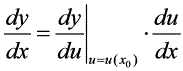 dy/dx = dy/du|_{u=u(x_0)} · du/dx